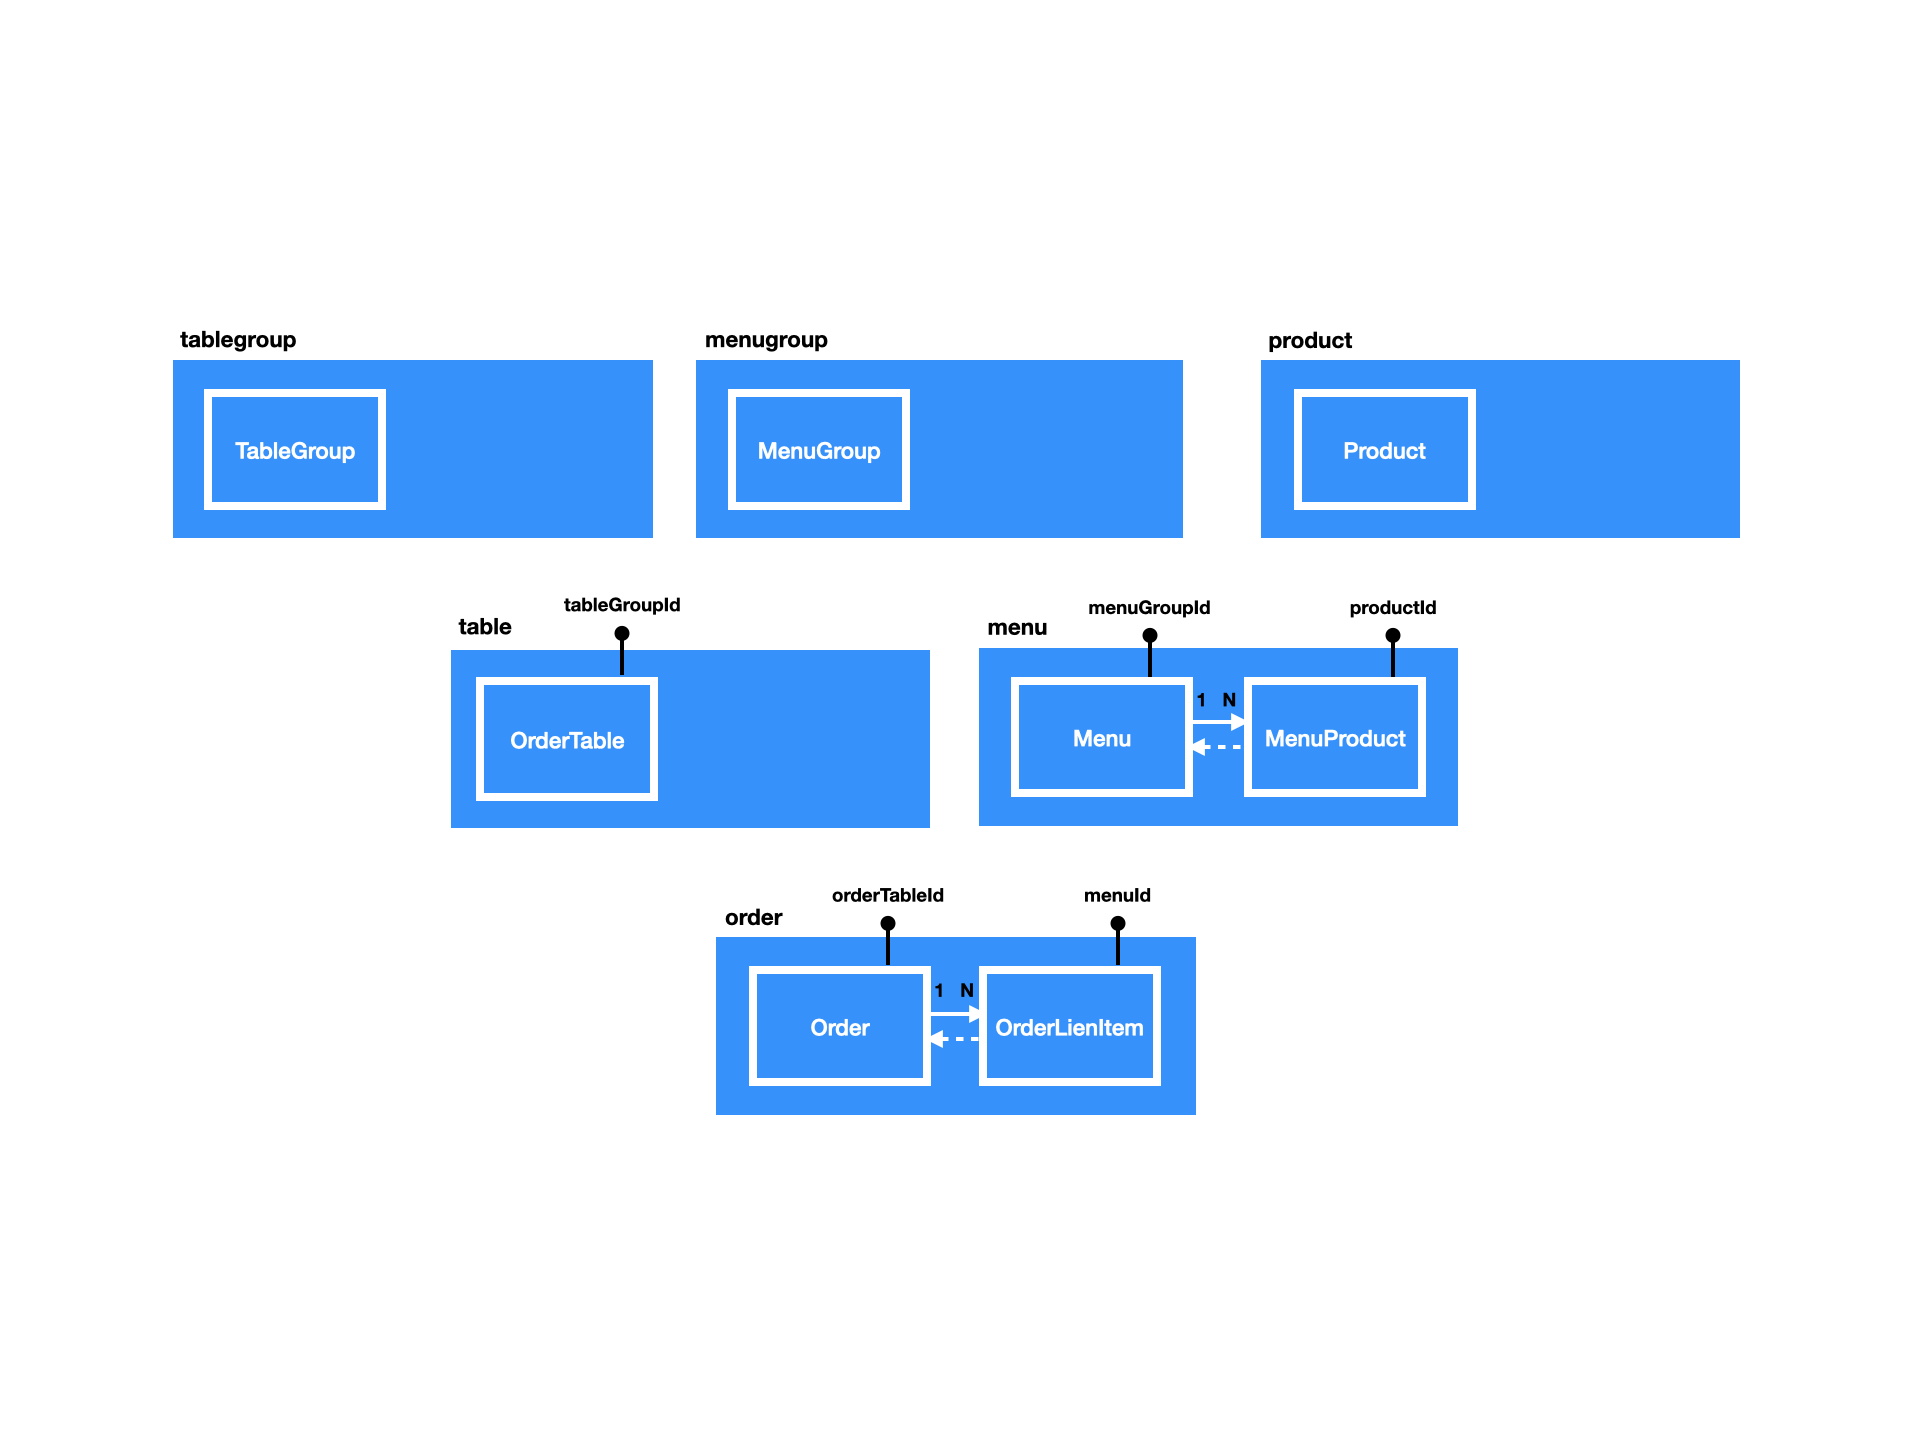 tablegroup
menugroup
product
TableGroup
MenuGroup
Product
tableGroupId
menuGroupId
productId
table
menu
1 N
OrderTable
Menu
MenuProduct
orderTableId
menuId
order
1 N
Order
OrderLienItem